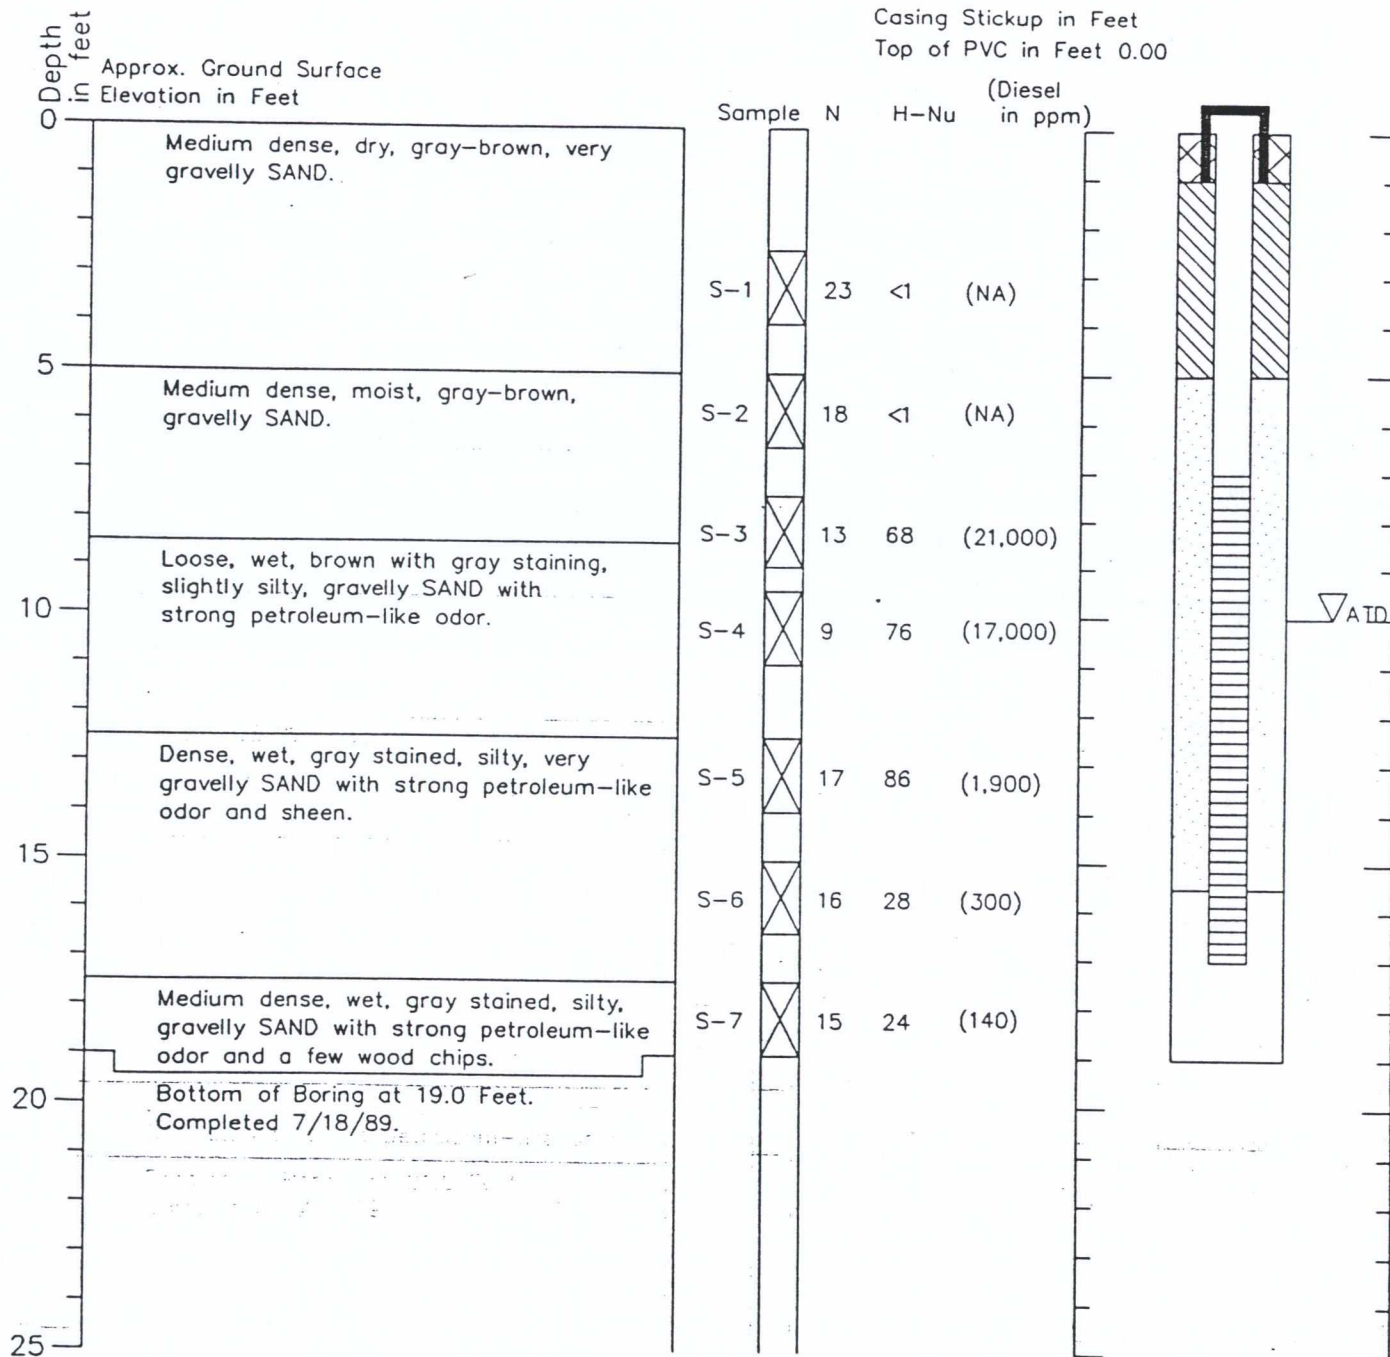 Casing Stickup in Feet
Top of PVC in Feet 0.00
Depth
in feet
Approx. Ground Surface
Elevation in Feet
Sample N H-Nu (Diesel
in ppm)
0
Medium dense, dry, gray-brown, very
gravelly SAND.
S-1 23 <1 (NA)
5
Medium dense, moist, gray-brown,
gravelly SAND.
S-2 18 <1 (NA)
S-3 13 68 (21,000)
Loose, wet, brown with gray staining,
slightly silty, gravelly SAND with
strong petroleum-like odor.
10
S-4 9 76 (17,000)
ATD
Dense, wet, gray stained, silty, very
gravelly SAND with strong petroleum-like
odor and sheen.
S-5 17 86 (1,900)
15
S-6 16 28 (300)
Medium dense, wet, gray stained, silty,
gravelly SAND with strong petroleum-like
odor and a few wood chips.
S-7 15 24 (140)
20
Bottom of Boring at 19.0 Feet.
Completed 7/18/89.
25